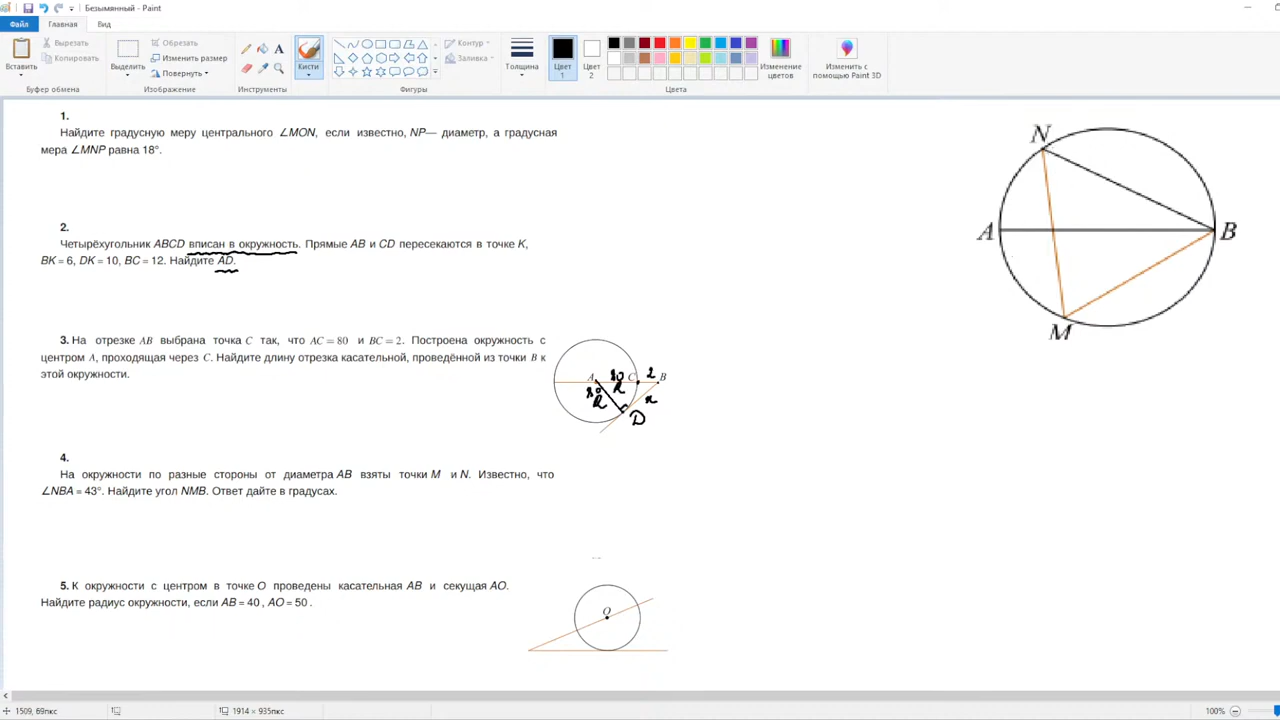 Безымянный - Paint
Файл
Главная
Вид
Вставить
Вырезать
Копировать
Буфер обмена
Выделить
Обрезать
Изменить размер
Повернуть
Изображение
Инструменты
Кисти
Контур
Заливка
Фигуры
Толщина
Цвет 1
Цвет 2
Изменение цветов
Цвета
Изменить с помощью Paint 3D
1.
Найдите градусную меру центрального ∠MON, если известно, NP— диаметр, а градусная
мера ∠MNP равна 18°.
2.
Четырёхугольник ABCD вписан в окружность. Прямые AB и CD пересекаются в точке K,
BK = 6, DK = 10, BC = 12. Найдите AD.
3. На отрезке AB выбрана точка C так, что AC = 80 и BC = 2. Построена окружность с
центром A, проходящая через C. Найдите длину отрезка касательной, проведённой из точки B к
этой окружности.
A
80
R
C
2
B
80
R
x
D
4.
На окружности по разные стороны от диаметра AB взяты точки M и N. Известно, что
∠NBA = 43°. Найдите угол NMB. Ответ дайте в градусах.
5. К окружности с центром в точке O проведены касательная AB и секущая AO.
Найдите радиус окружности, если AB = 40 , AO = 50 .
O
N
A
B
M
1509, 69пкс
1914 × 935пкс
100%